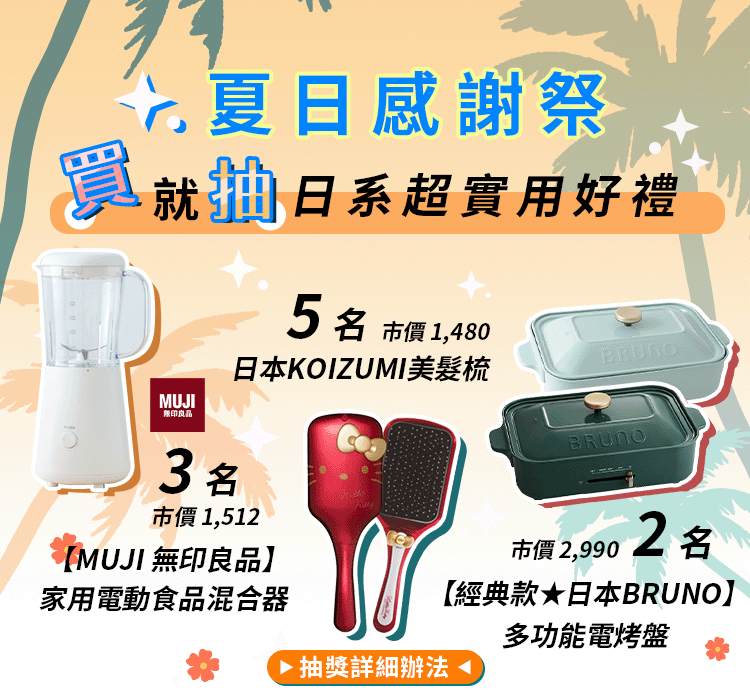 夏日感謝祭
買就抽日系超實用好禮
5名 市價1,480
日本KOIZUMI美髮梳
BRUNO
BRUNO
MUJI
無印良品
3名
市價1,512
【MUJI 無印良品】
家用電動食品混合器
Hello
Kitty
市價2,990 2名
【經典款★日本BRUNO】
多功能電烤盤
▶抽獎詳細辦法◀